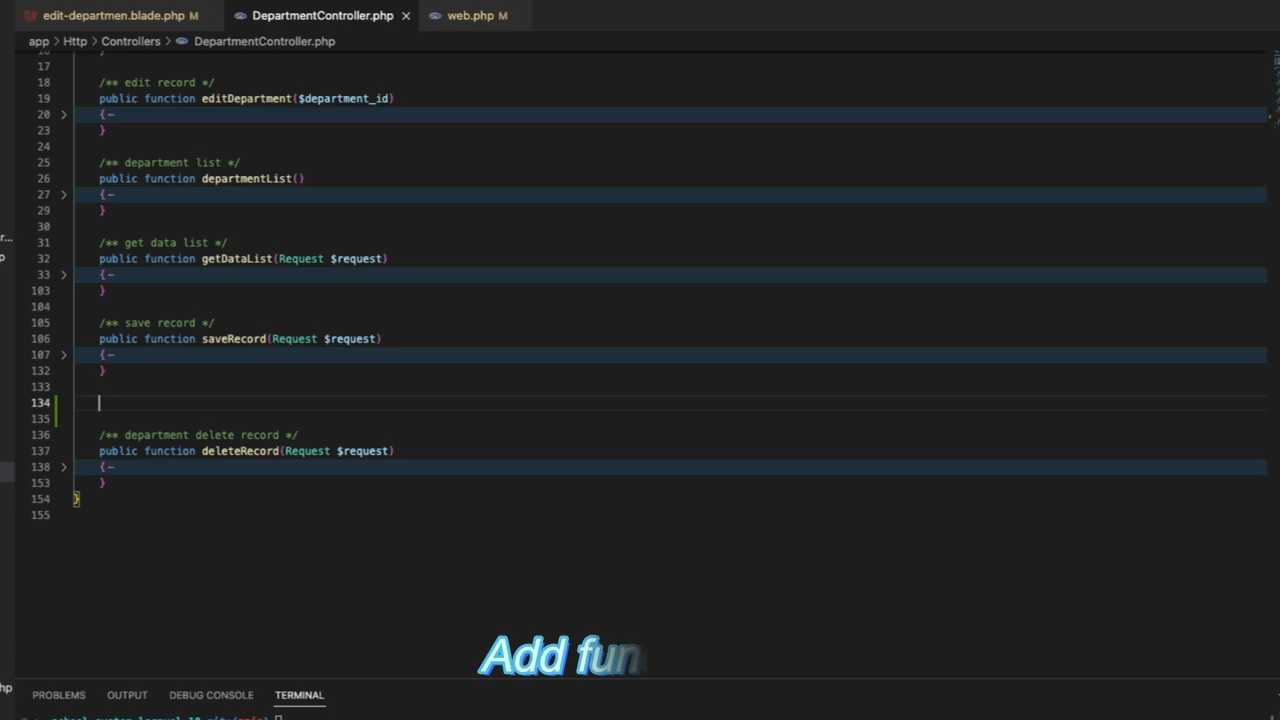 edit-departmen.blade.php M DepartmentController.php × web.php M
app > Http > Controllers > DepartmentController.php
16 }
17
18 /** edit record */
19 public function editDepartment($department_id)
20 > {–
23 }
24
25 /** department list */
26 public function departmentList()
27 > {–
29 }
30
31 /** get data list */
32 public function getDataList(Request $request)
33 > {–
103 }
104
105 /** save record */
106 public function saveRecord(Request $request)
107 > {–
132 }
133
134
135
136 /** department delete record */
137 public function deleteRecord(Request $request)
138 > {–
153 }
154 }
155
r...
p
hp
Add fun
PROBLEMS OUTPUT DEBUG CONSOLE TERMINAL